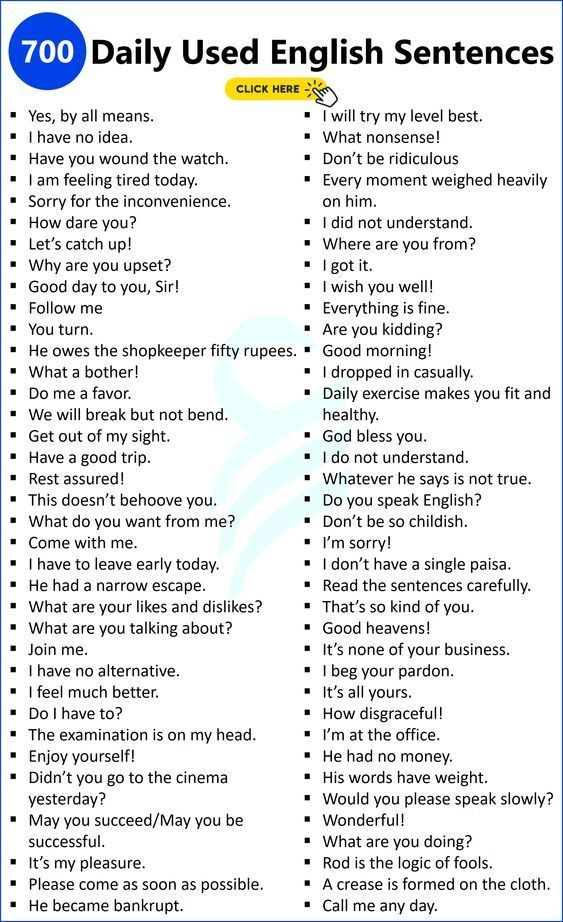 700 Daily Used English Sentences
CLICK HERE
Yes, by all means.
I have no idea.
Have you wound the watch.
I am feeling tired today.
Sorry for the inconvenience.
How dare you?
Let’s catch up!
Why are you upset?
Good day to you, Sir!
Follow me
You turn.
He owes the shopkeeper fifty rupees.
What a bother!
Do me a favor.
We will break but not bend.
Get out of my sight.
Have a good trip.
Rest assured!
This doesn’t behoove you.
What do you want from me?
Come with me.
I have to leave early today.
He had a narrow escape.
What are your likes and dislikes?
What are you talking about?
Join me.
I have no alternative.
I feel much better.
Do I have to?
The examination is on my head.
Enjoy yourself!
Didn’t you go to the cinema
yesterday?
May you succeed/May you be
successful.
It’s my pleasure.
Please come as soon as possible.
He became bankrupt.
I will try my level best.
What nonsense!
Don’t be ridiculous
Every moment weighed heavily
on him.
I did not understand.
Where are you from?
I got it.
I wish you well!
Everything is fine.
Are you kidding?
Good morning!
I dropped in casually.
Daily exercise makes you fit and
healthy.
God bless you.
I do not understand.
Whatever he says is not true.
Do you speak English?
Don’t be so childish.
I’m sorry!
I don’t have a single paisa.
Read the sentences carefully.
That’s so kind of you.
Good heavens!
It’s none of your business.
I beg your pardon.
It’s all yours.
How disgraceful!
I’m at the office.
He had no money.
His words have weight.
Would you please speak slowly?
Wonderful!
What are you doing?
Rod is the logic of fools.
A crease is formed on the cloth.
Call me any day.